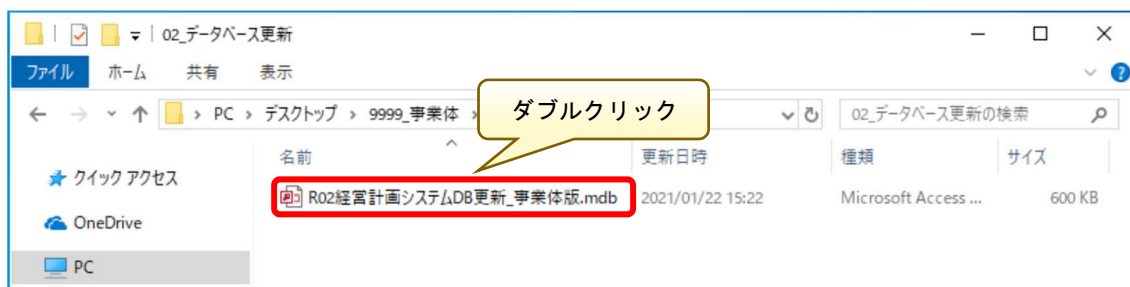 02_データベース更新
ファイル ホーム 共有 表示
PC > デスクトップ > 9999_事業体 >
ダブルクリック
02_データベース更新の検索
名前 更新日時 種類 サイズ
クイック アクセス
R02経営計画システムDB更新_事業体版.mdb 2021/01/22 15:22 Microsoft Access ... 600 KB
OneDrive
PC